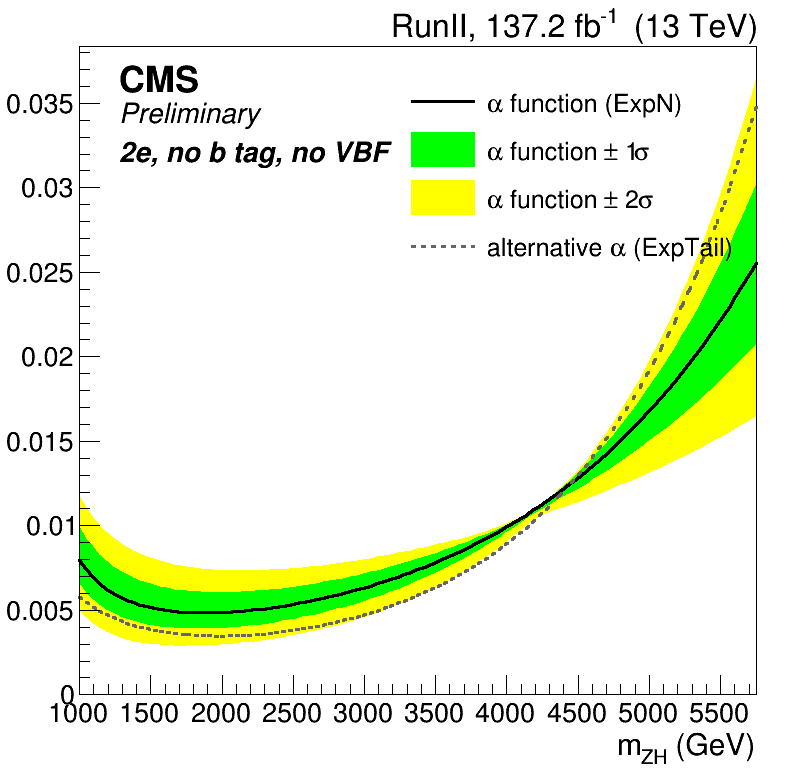 RunII, 137.2 fb⁻¹ (13 TeV)
CMS
Preliminary
2e, no b tag, no VBF
α function (ExpN)
α function ± 1σ
α function ± 2σ
alternative α (ExpTail)
0.035
0.03
0.025
0.02
0.015
0.01
0.005
0
1000 1500 2000 2500 3000 3500 4000 4500 5000 5500
m_ZH (GeV)